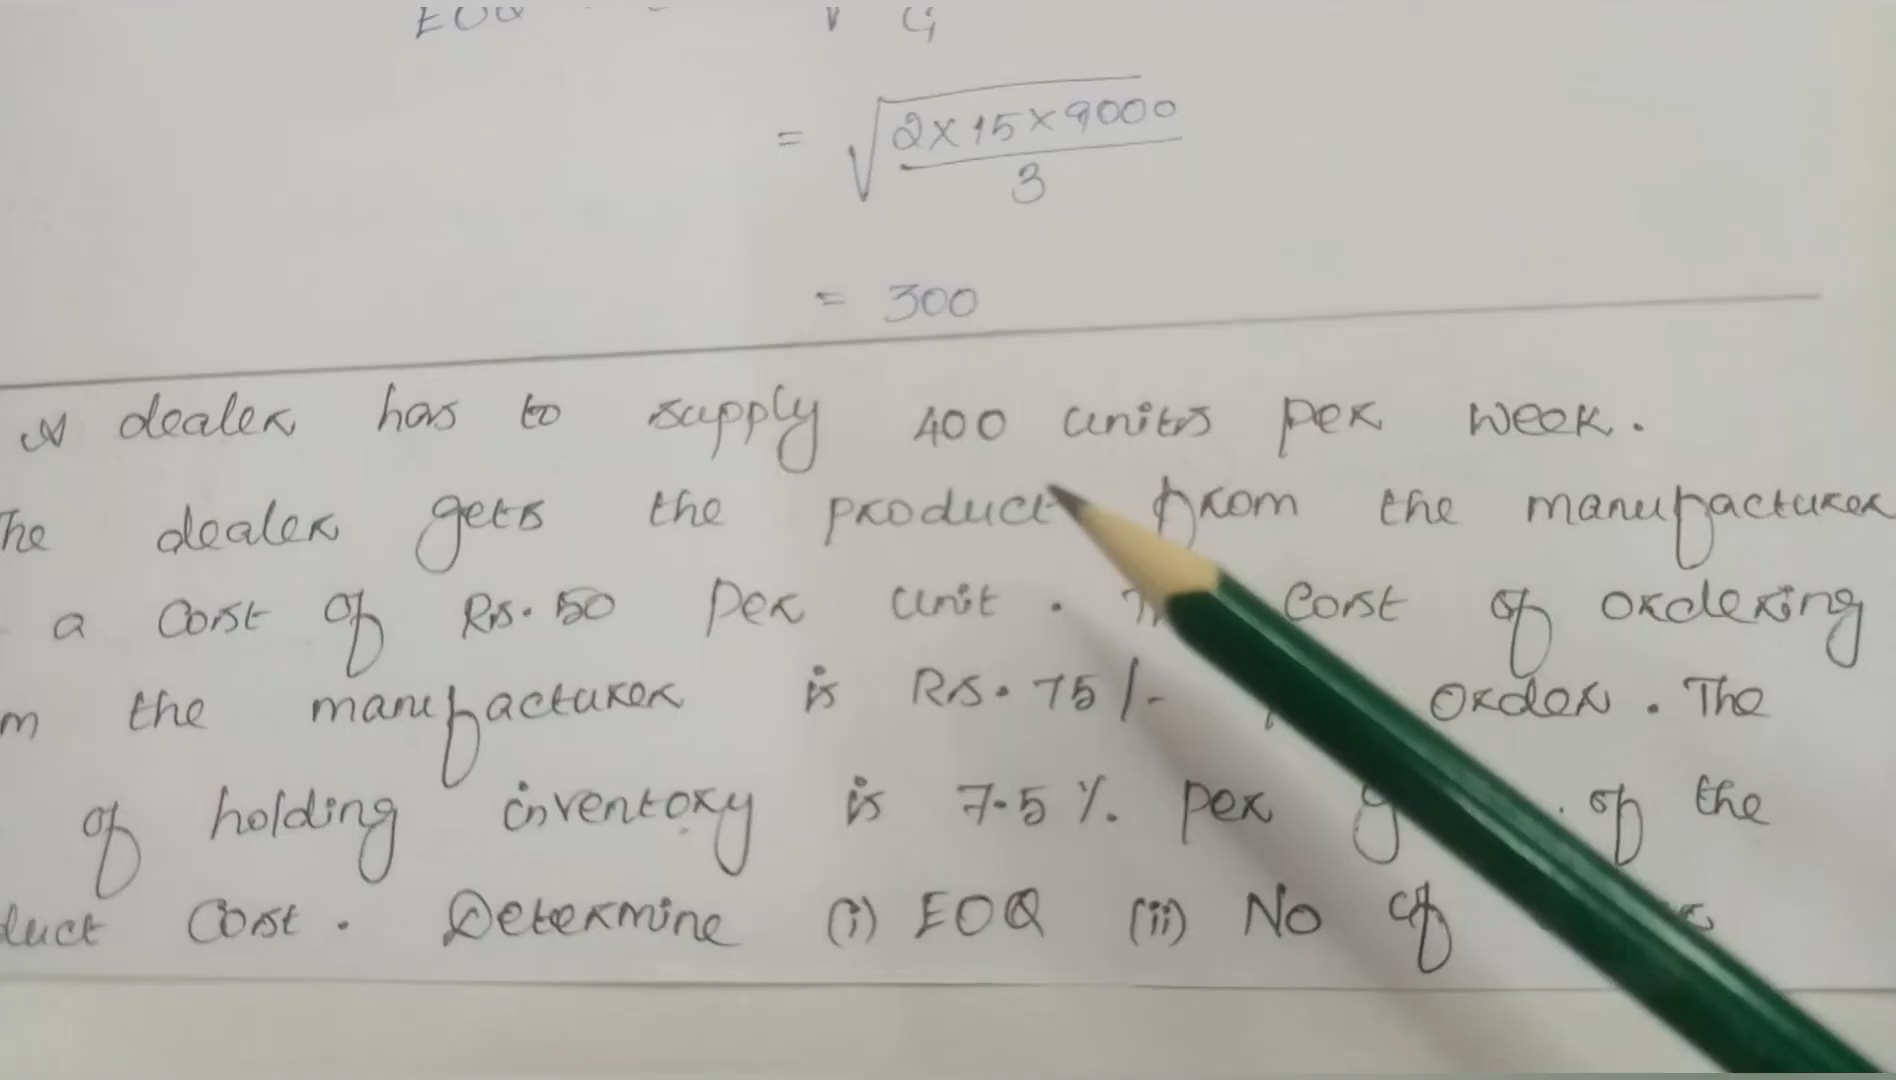 EOQ √ C₁
= √ 2×15×9000
3
= 300
A dealer has to supply 400 units per week.
The dealer gets the product from the manufacturer
a cost of Rs. 50 per unit. cost of ordering
m the manufacturer is Rs. 75/- order. The
of holding inventory is 7.5 %. per of the
duct cost. Determine (i) EOQ (ii) No of